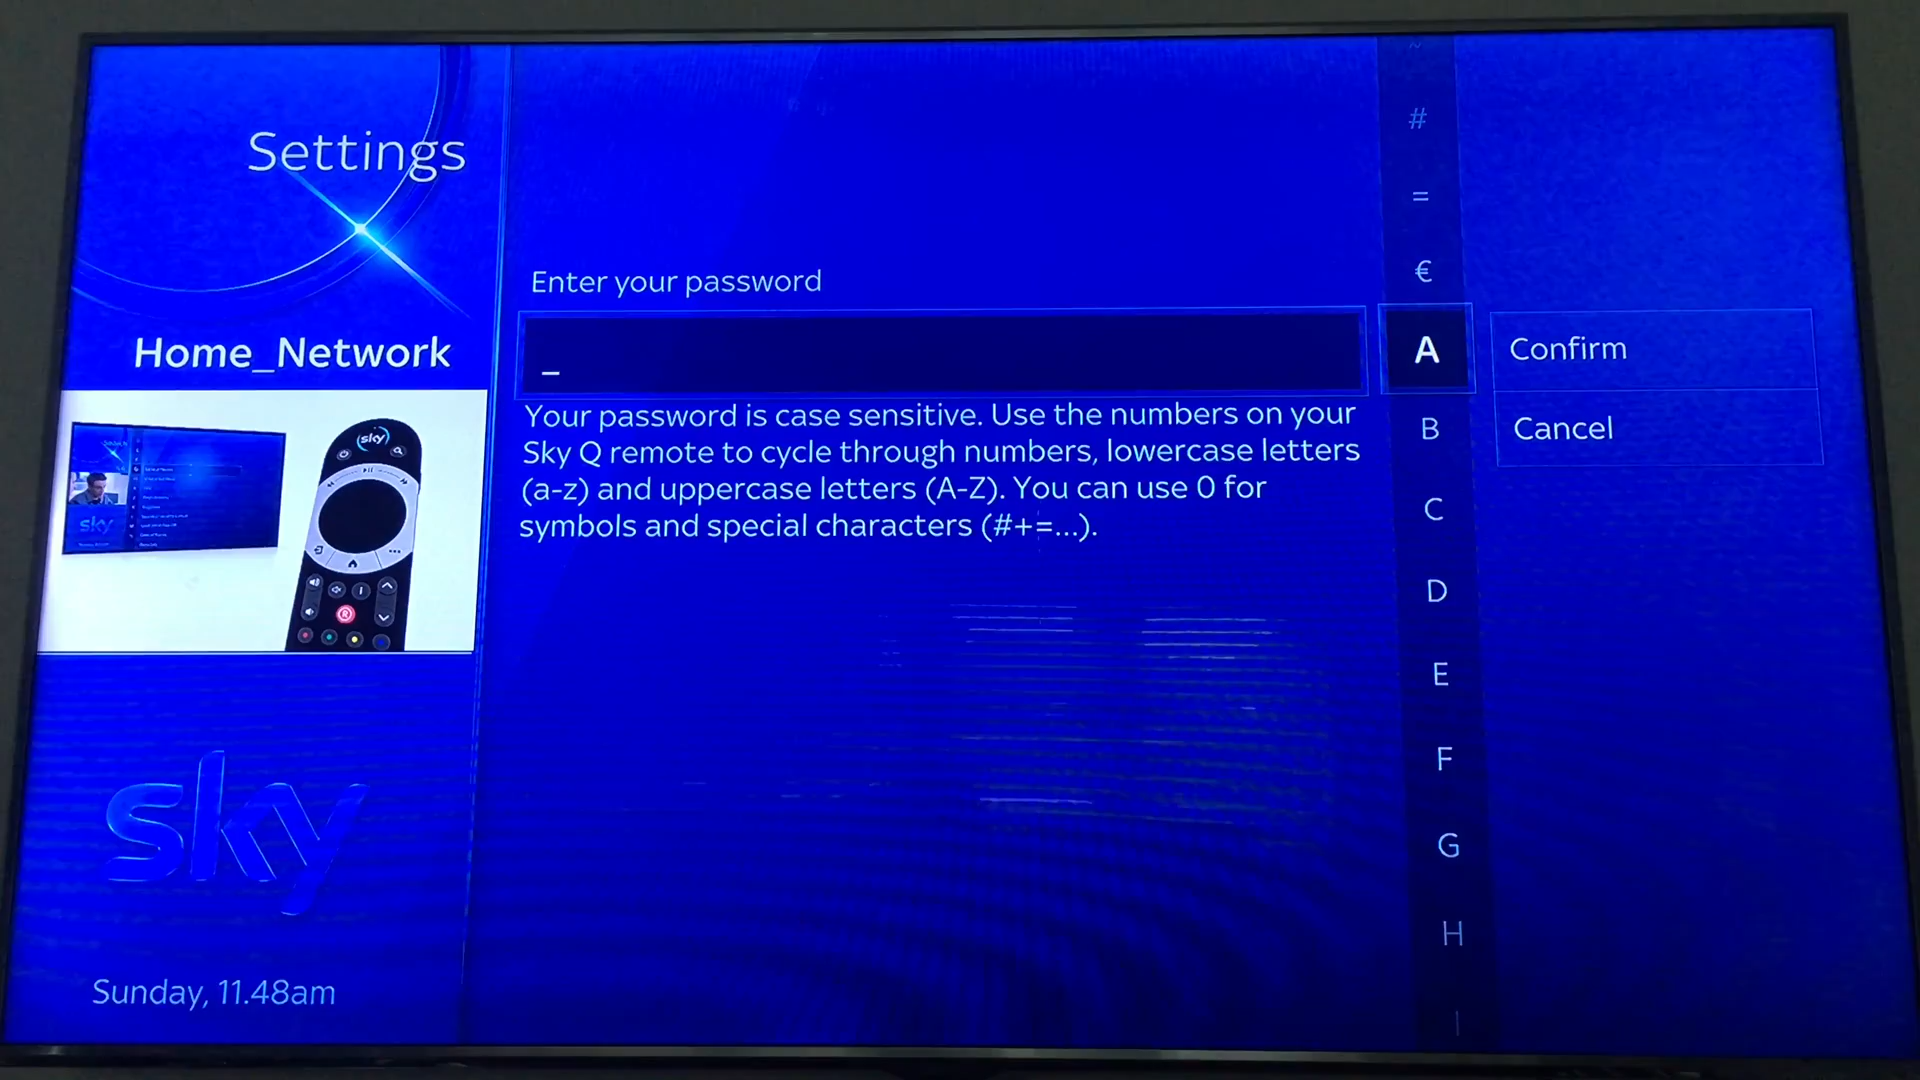 Settings
Home_Network
sky
sky
sky
Sunday, 11.48am
Enter your password
_
Your password is case sensitive. Use the numbers on your
Sky Q remote to cycle through numbers, lowercase letters
(a-z) and uppercase letters (A-Z). You can use 0 for
symbols and special characters (#+=...).
~
#
=
€
A
B
C
D
E
F
G
H
I
Confirm
Cancel